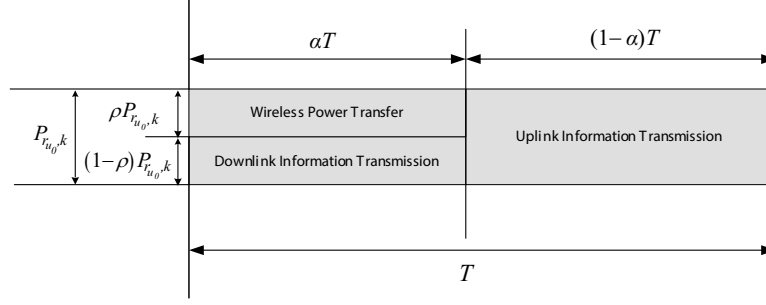 αT
(1−α)T
ρP_{r_{u_0},k}
Wireless Power Transfer
P_{r_{u_0},k}
Uplink Information Transmission
(1−ρ)P_{r_{u_0},k}
Downlink Information Transmission
T